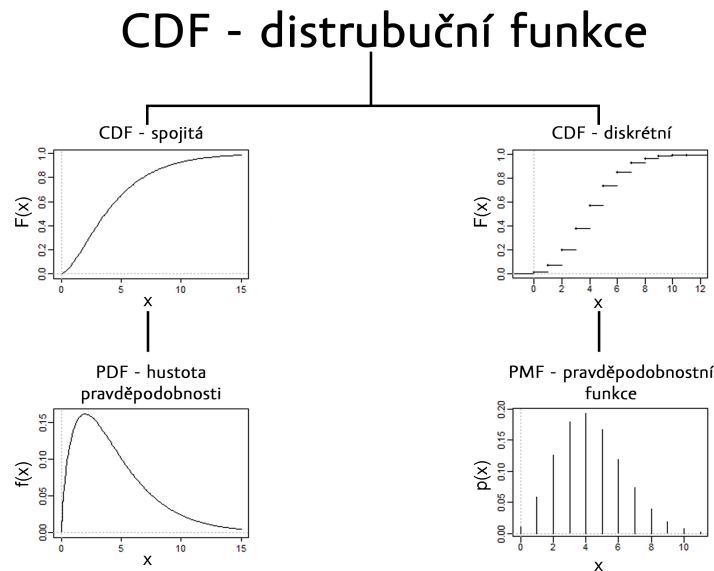 CDF - distrubuční funkce
CDF - spojitá
F(x)
0.0 0.2 0.4 0.6 0.8 1.0
0 5 10 15
x
CDF - diskrétní
F(x)
0.0 0.2 0.4 0.6 0.8 1.0
0 2 4 6 8 10 12
x
PDF - hustota
pravděpodobnosti
f(x)
0.00 0.05 0.10 0.15
0 5 10 15
x
PMF - pravděpodobnostní
funkce
p(x)
0.00 0.05 0.10 0.15 0.20
0 2 4 6 8 10
x